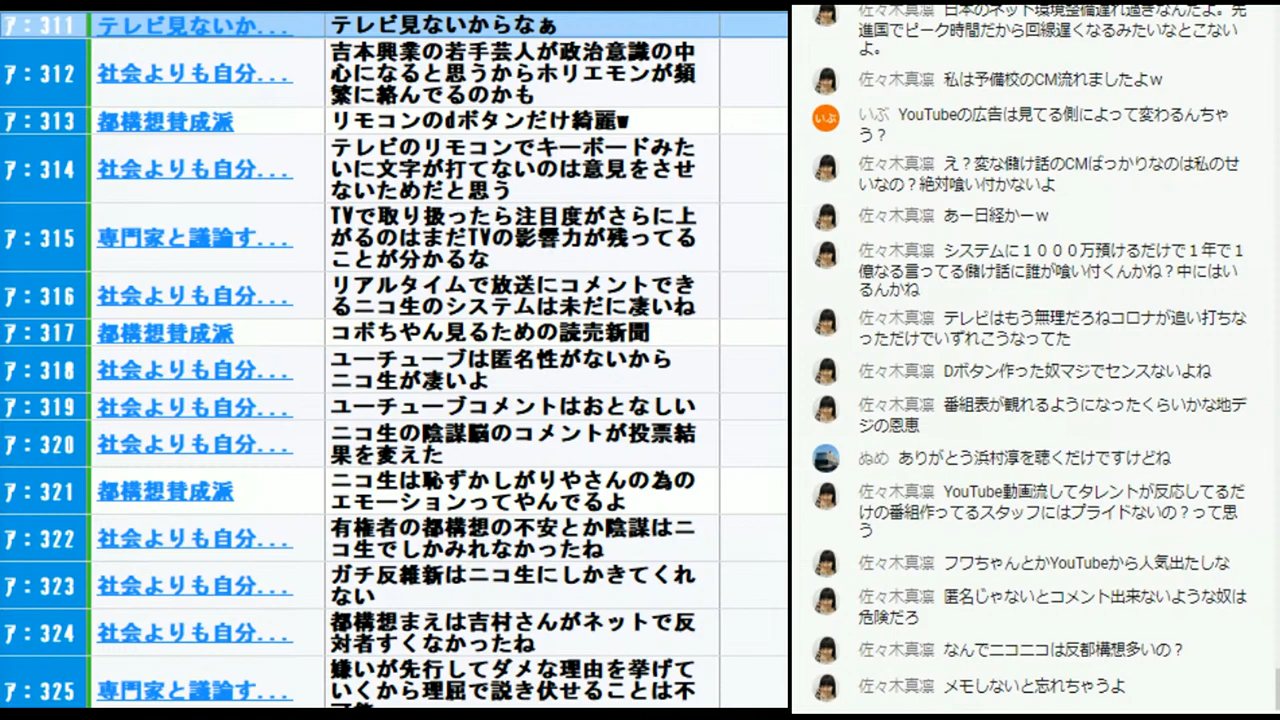 ｱ：311 テレビ見ないか... テレビ見ないからなぁ
ｱ：312 社会よりも自分... 吉本興業の若手芸人が政治意識の中
心になると思うからホリエモンが頻
繁に絡んでるのかも
ｱ：313 都構想賛成派 リモコンのdボタンだけ綺麗w
ｱ：314 社会よりも自分... テレビのリモコンでキーボードみた
いに文字が打てないのは意見をさせ
ないためだと思う
ｱ：315 専門家と議論す... TVで取り扱ったら注目度がさらに上
がるのはまだTVの影響力が残ってる
ことが分かるな
ｱ：316 社会よりも自分... リアルタイムで放送にコメントでき
るニコ生のシステムは未だに凄いね
ｱ：317 都構想賛成派 コボちゃん見るための読売新聞
ｱ：318 社会よりも自分... ユーチューブは匿名性がないから
ニコ生が凄いよ
ｱ：319 社会よりも自分... ユーチューブコメントはおとなしい
ｱ：320 社会よりも自分... ニコ生の陰謀脳のコメントが投票結
果を変えた
ｱ：321 都構想賛成派 ニコ生は恥ずかしがりやさんの為の
エモーションってやんでるよ
ｱ：322 社会よりも自分... 有権者の都構想の不安とか陰謀はニ
コ生でしかみれなかったね
ｱ：323 社会よりも自分... ガチ反維新はニコ生にしかきてくれ
ない
ｱ：324 社会よりも自分... 都構想まえは吉村さんがネットで反
対者すくなかったね
ｱ：325 専門家と議論す... 嫌いが先行してダメな理由を挙げて
いくから理屈で説き伏せることは不
佐々木真凛 日本のネット環境整備遅れ過ぎなんだよ。先
進国でピーク時間だから回線遅くなるみたいなとこない
よ。
佐々木真凛 私は予備校のCM流れましたよｗ
いぶ いぶ YouTubeの広告は見てる側によって変わるんちゃ
う？
佐々木真凛 え？変な儲け話のCMばっかりなのは私のせ
いなの？絶対喰い付かないよ
佐々木真凛 あー日経かーｗ
佐々木真凛 システムに１０００万預けるだけで１年で１
億なる言ってる儲け話に誰が喰い付くんかね？中にはい
るんかね
佐々木真凛 テレビはもう無理だろねコロナが追い打ちな
っただけでいずれこうなってた
佐々木真凛 Dボタン作った奴マジでセンスないよね
佐々木真凛 番組表が観れるようになったくらいかな地デ
ジの恩恵
ぬめ ありがとう浜村淳を聴くだけですけどね
佐々木真凛 YouTube動画流してタレントが反応してるだ
けの番組作ってるスタッフにはプライドないの？って思
う
佐々木真凛 フワちゃんとかYouTubeから人気出たしな
佐々木真凛 匿名じゃないとコメント出来ないような奴は
危険だろ
佐々木真凛 なんでニコニコは反都構想多いの？
佐々木真凛 メモしないと忘れちゃうよ